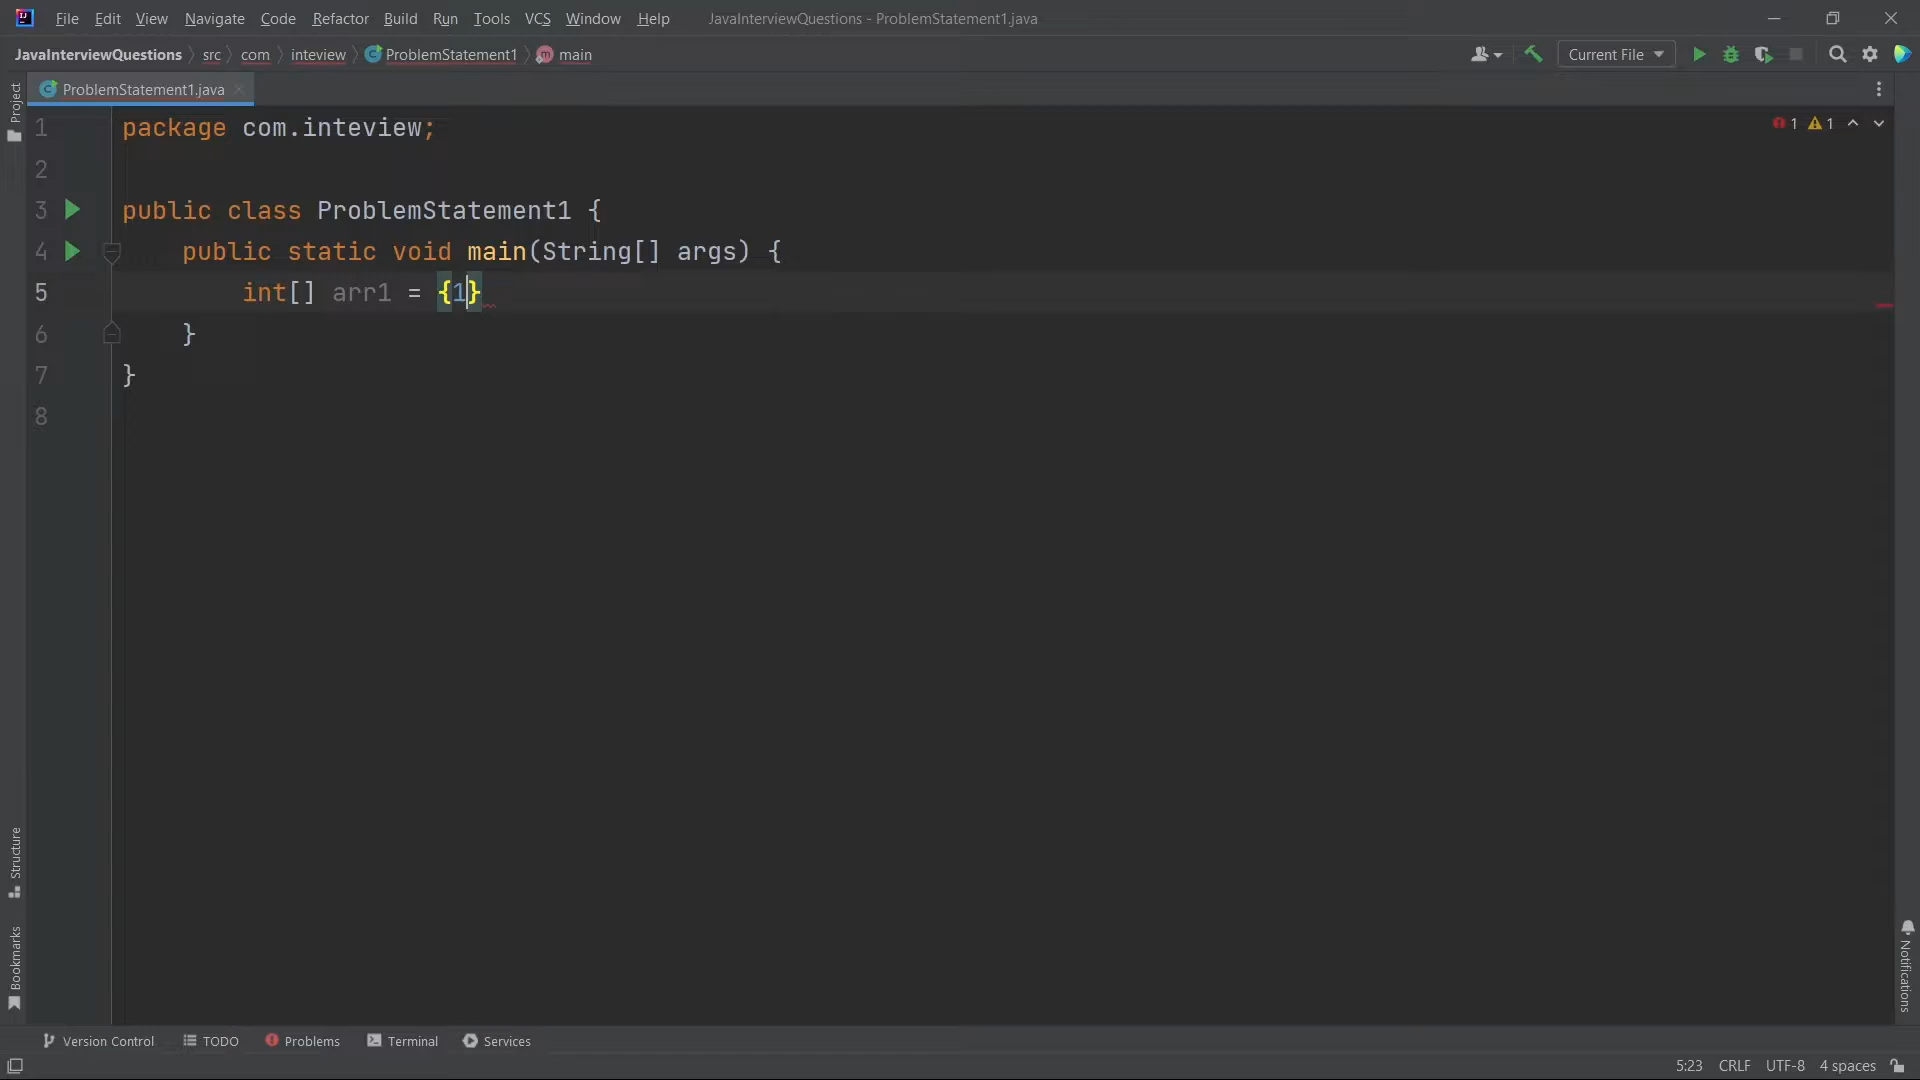 File Edit View Navigate Code Refactor Build Run Tools VCS Window Help JavaInterviewQuestions - ProblemStatement1.java
JavaInterviewQuestions src com inteview ProblemStatement1 main Current File
Project
ProblemStatement1.java
1 package com.inteview; 1 1
2
3 public class ProblemStatement1 {
4 public static void main(String[] args) {
5 int[] arr1 = {1}
6 }
7 }
8
Structure
Bookmarks
Notifications
Version Control TODO Problems Terminal Services
5:23 CRLF UTF-8 4 spaces